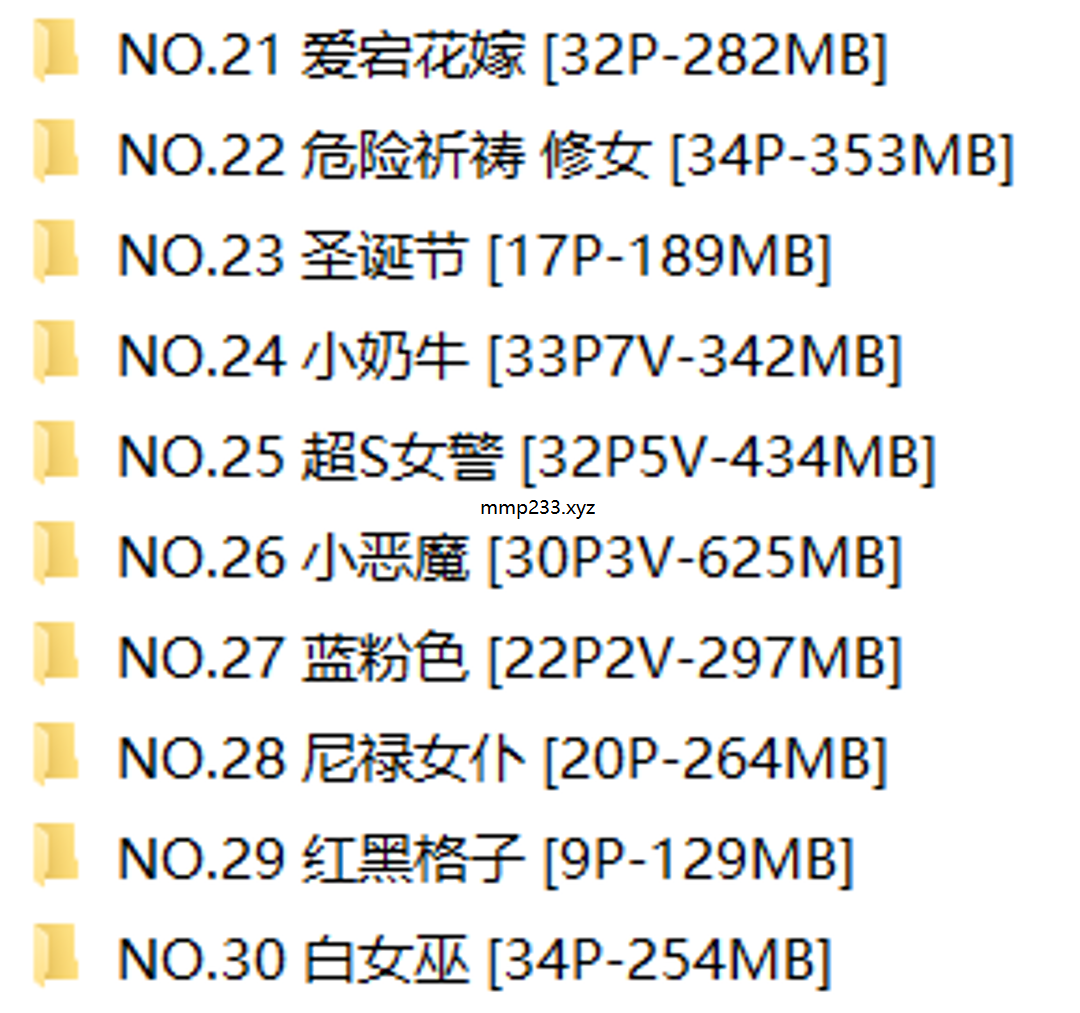 NO.21 爱宕花嫁 [32P-282MB]
NO.22 危险祈祷 修女 [34P-353MB]
NO.23 圣诞节 [17P-189MB]
NO.24 小奶牛 [33P7V-342MB]
NO.25 超S女警 [32P5V-434MB]
mmp233.xyz
NO.26 小恶魔 [30P3V-625MB]
NO.27 蓝粉色 [22P2V-297MB]
NO.28 尼禄女仆 [20P-264MB]
NO.29 红黑格子 [9P-129MB]
NO.30 白女巫 [34P-254MB]